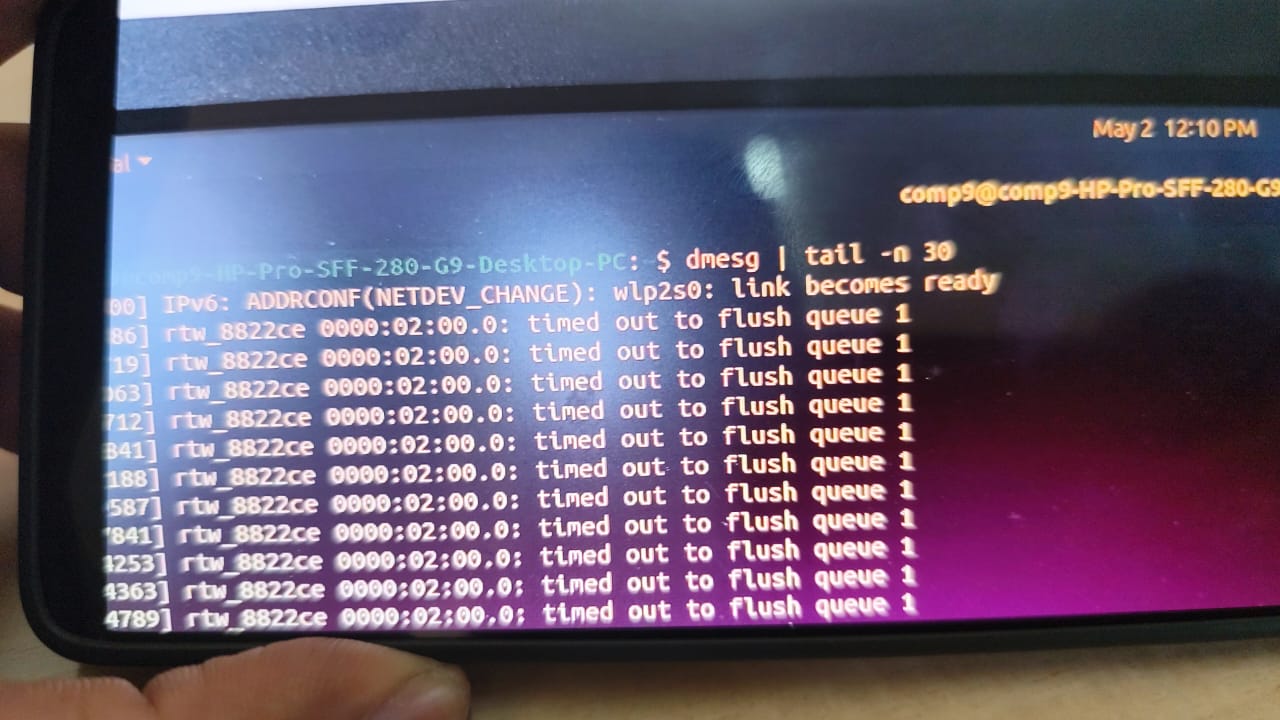 May 2 12:10 PM
comp9@comp9-HP-Pro-SFF-280-G9
comp9-HP-Pro-SFF-280-G9-Desktop-PC: $ dmesg | tail -n 30
00] IPv6: ADDRCONF(NETDEV_CHANGE): wlp2s0: link becomes ready
86] rtw_8822ce 0000:02:00.0: timed out to flush queue 1
19] rtw_8822ce 0000:02:00.0: timed out to flush queue 1
063] rtw_8822ce 0000:02:00.0: timed out to flush queue 1
712] rtw_8822ce 0000:02:00.0: timed out to flush queue 1
841] rtw_8822ce 0000:02:00.0: timed out to flush queue 1
188] rtw_8822ce 0000:02:00.0: timed out to flush queue 1
587] rtw_8822ce 0000:02:00.0: timed out to flush queue 1
7841] rtw_8822ce 0000:02:00.0: timed out to flush queue 1
4253] rtw_8822ce 0000:02:00.0: timed out to flush queue 1
4363] rtw_8822ce 0000:02:00.0: timed out to flush queue 1
4789] rtw_8822ce 0000:02:00.0: timed out to flush queue 1